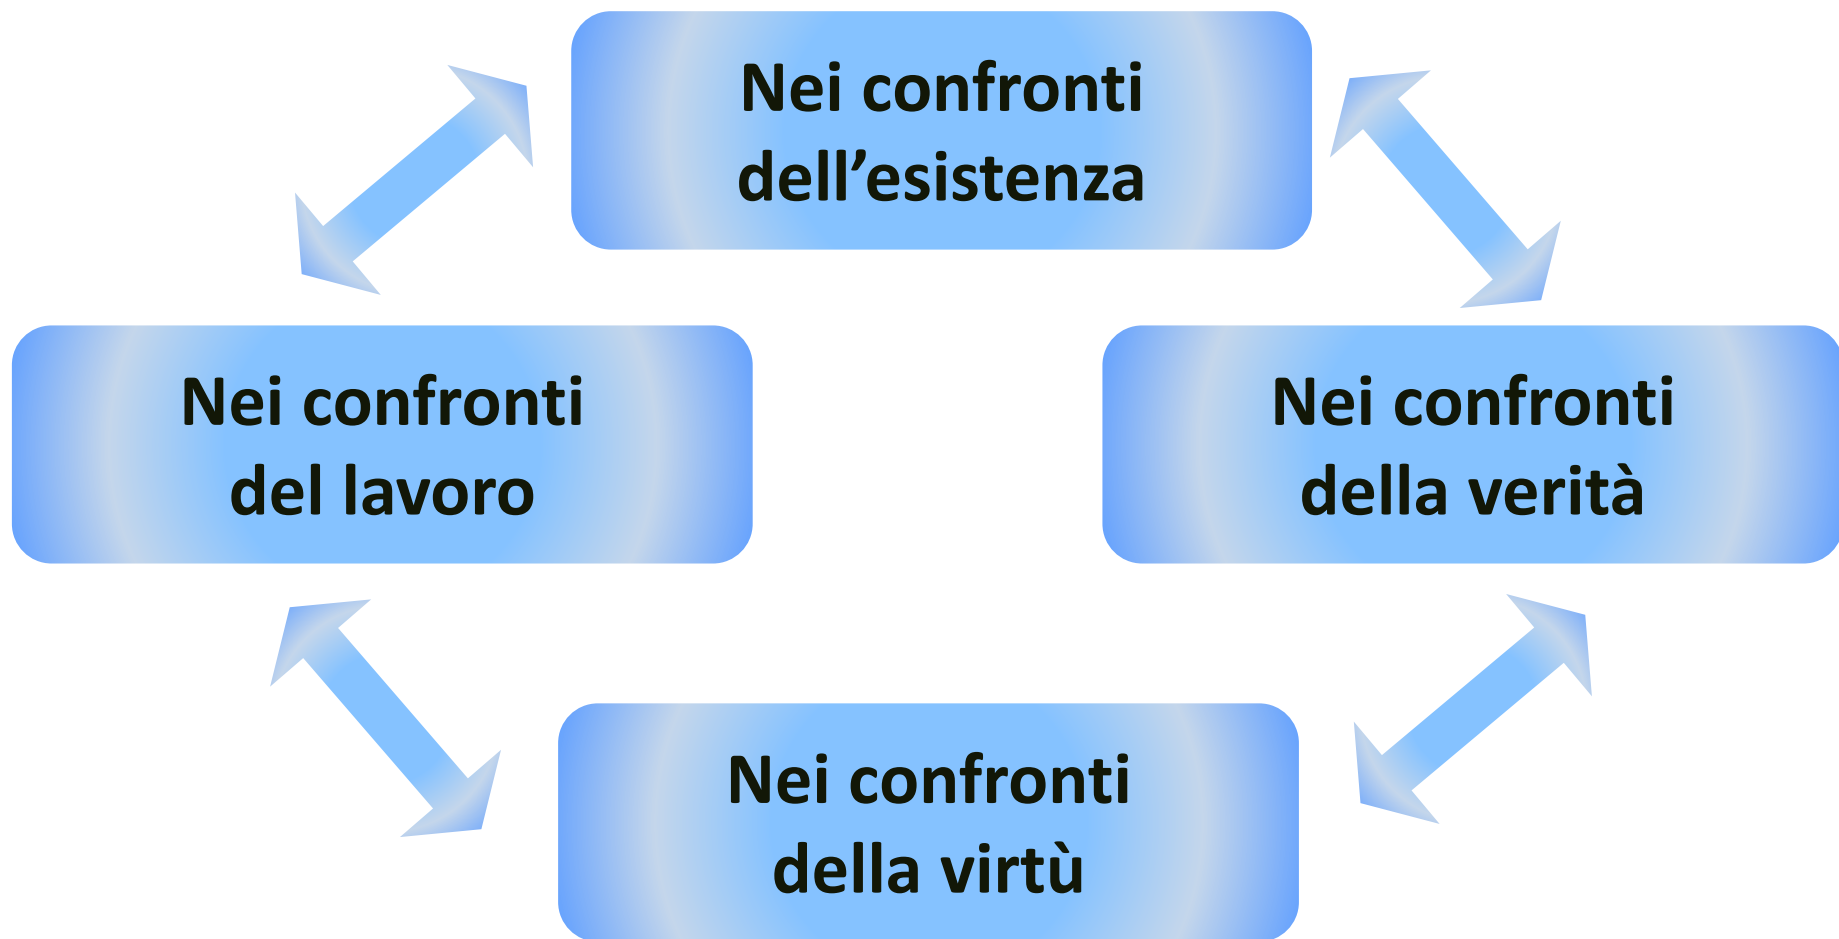 Nei confronti
dell’esistenza
Nei confronti
del lavoro
Nei confronti
della verità
Nei confronti
della virtù